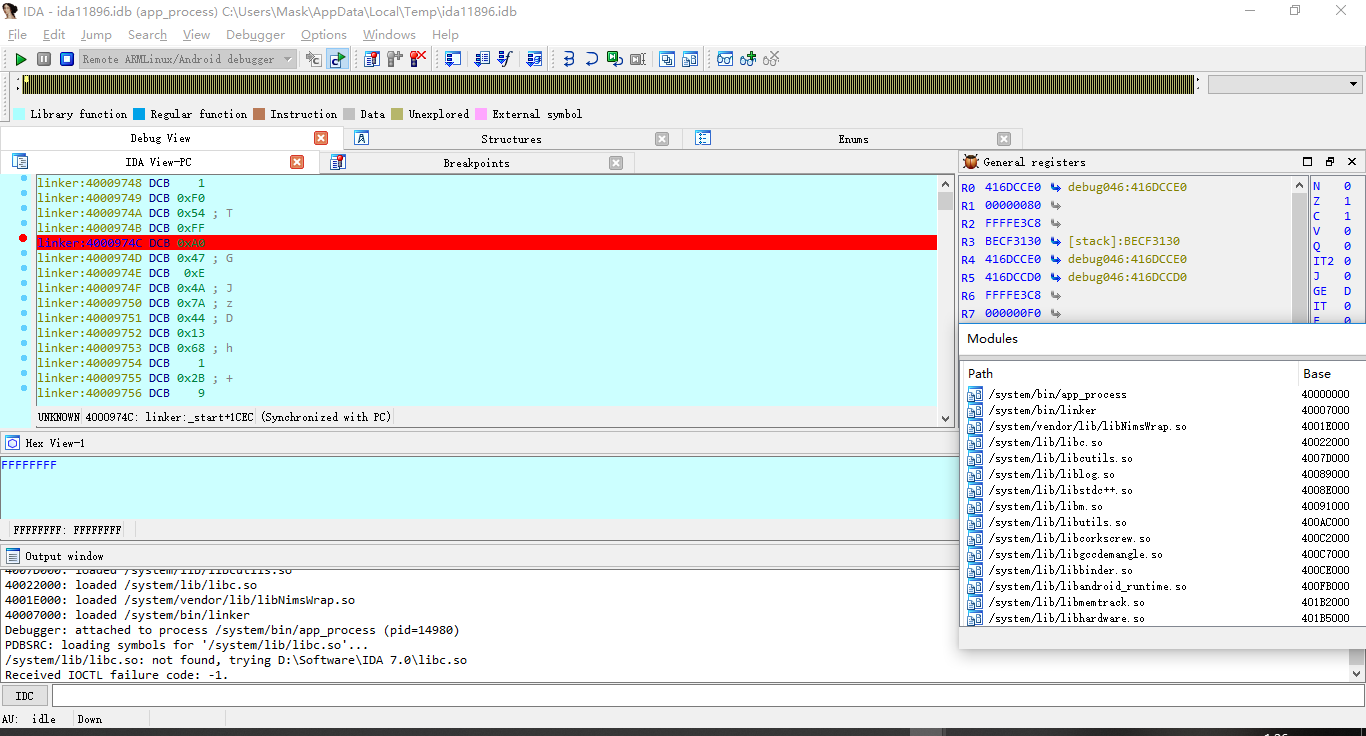 IDA - ida11896.idb (app_process) C:\Users\Mask\AppData\Local\Temp\ida11896.idb
File Edit Jump Search View Debugger Options Windows Help
Remote ARMLinux/Android debugger
Library function Regular function Instruction Data Unexplored External symbol
Debug View Structures Enums
IDA View-PC Breakpoints
linker:40009748 DCB 1
linker:40009749 DCB 0xF0
linker:4000974A DCB 0x54 ; T
linker:4000974B DCB 0xFF
linker:4000974C DCB 0xA0
linker:4000974D DCB 0x47 ; G
linker:4000974E DCB 0xE
linker:4000974F DCB 0x4A ; J
linker:40009750 DCB 0x7A ; z
linker:40009751 DCB 0x44 ; D
linker:40009752 DCB 0x13
linker:40009753 DCB 0x68 ; h
linker:40009754 DCB 1
linker:40009755 DCB 0x2B ; +
linker:40009756 DCB 9
UNKNOWN 4000974C: linker:_start+1CEC (Synchronized with PC)
General registers
R0 416DCCE0 debug046:416DCCE0
R1 00000080
R2 FFFFE3C8
R3 BECF3130 [stack]:BECF3130
R4 416DCCE0 debug046:416DCCE0
R5 416DCCD0 debug046:416DCCD0
R6 FFFFE3C8
R7 000000F0
N 0
Z 1
C 1
V 0
Q 0
IT2 0
J 0
GE D
IT 0
Modules
Path Base
/system/bin/app_process 40000000
/system/bin/linker 40007000
/system/vendor/lib/libNimsWrap.so 4001E000
/system/lib/libc.so 40022000
/system/lib/libcutils.so 4007D000
/system/lib/liblog.so 40089000
/system/lib/libstdc++.so 4008E000
/system/lib/libm.so 40091000
/system/lib/libutils.so 400AC000
/system/lib/libcorkscrew.so 400C2000
/system/lib/libgccdemangle.so 400C7000
/system/lib/libbinder.so 400CE000
/system/lib/libandroid_runtime.so 400FB000
/system/lib/libmemtrack.so 401B2000
/system/lib/libhardware.so 401B5000
Hex View-1
FFFFFFFF
FFFFFFFF: FFFFFFFF
Output window
4007D000: loaded /system/lib/libcutils.so
40022000: loaded /system/lib/libc.so
4001E000: loaded /system/vendor/lib/libNimsWrap.so
40007000: loaded /system/bin/linker
Debugger: attached to process /system/bin/app_process (pid=14980)
PDBSRC: loading symbols for '/system/lib/libc.so'...
/system/lib/libc.so: not found, trying D:\Software\IDA 7.0\libc.so
Received IOCTL failure code: -1.
IDC
AU: idle Down